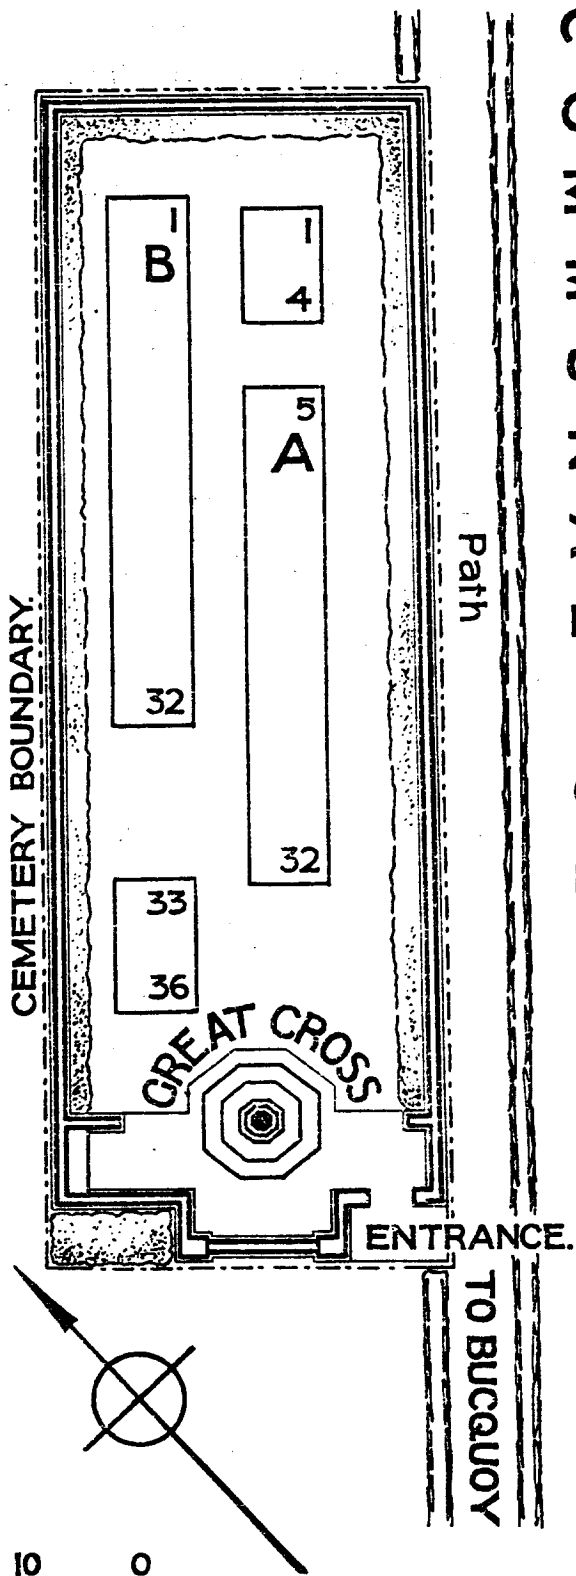 1
B
1
4
5
A
Path
32
CEMETERY BOUNDARY.
32
33
36
GREAT CROSS
ENTRANCE.
TO BUCQUOY
10 0